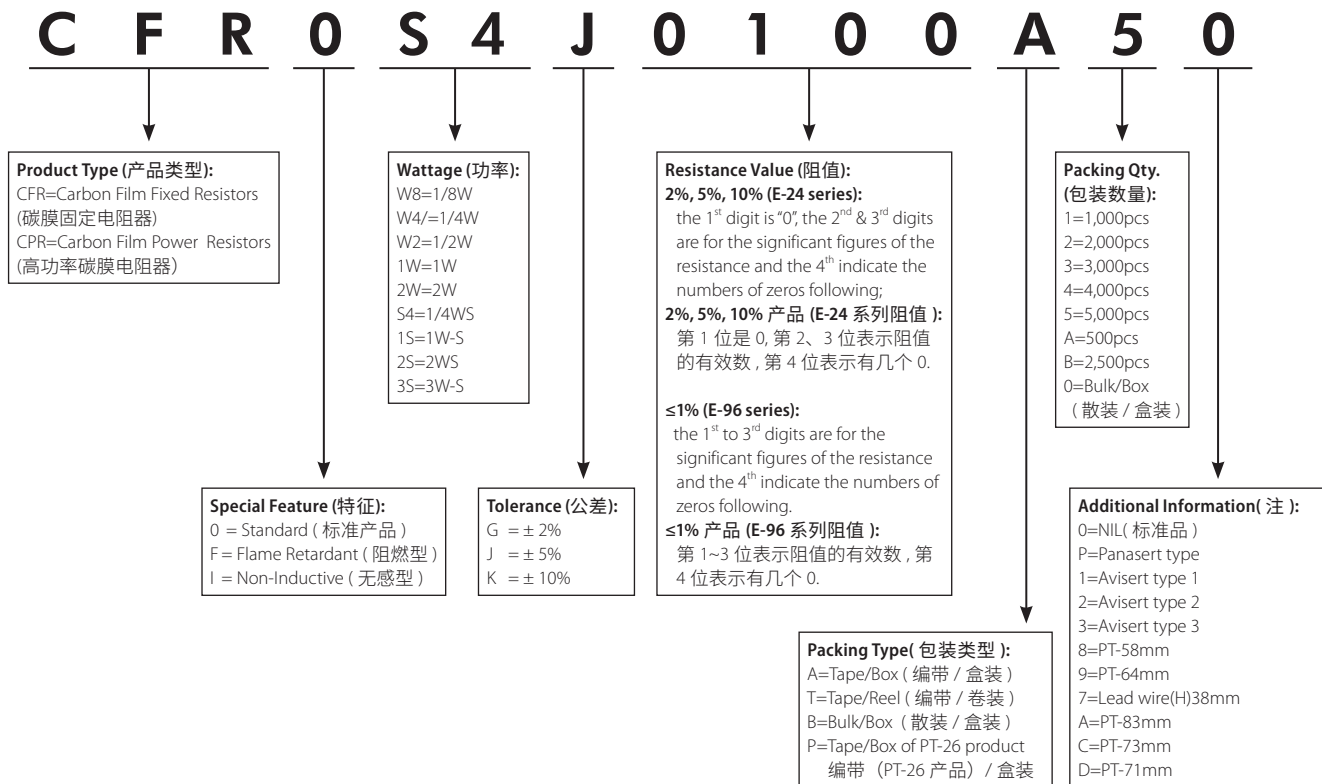 C F R 0 S 4 J 0 1 0 0 A 5 0
Product Type (产品类型):
CFR=Carbon Film Fixed Resistors
(碳膜固定电阻器)
CPR=Carbon Film Power Resistors
(高功率碳膜电阻器）
Wattage (功率):
W8=1/8W
W4/=1/4W
W2=1/2W
1W=1W
2W=2W
S4=1/4WS
1S=1W-S
2S=2WS
3S=3W-S
Resistance Value (阻值):
2%, 5%, 10% (E-24 series):
the 1st digit is “0”, the 2nd & 3rd digits
are for the significant figures of the
resistance and the 4th indicate the
numbers of zeros following;
2%, 5%, 10% 产品 (E-24 系列阻值 ):
第 1 位是 0, 第 2、3 位表示阻值
的有效数 , 第 4 位表示有几个 0.
≤1% (E-96 series):
the 1st to 3rd digits are for the
significant figures of the resistance
and the 4th indicate the numbers of
zeros following.
≤1% 产品 (E-96 系列阻值 ):
第 1~3 位表示阻值的有效数 , 第
4 位表示有几个 0.
Packing Qty.
(包装数量):
1=1,000pcs
2=2,000pcs
3=3,000pcs
4=4,000pcs
5=5,000pcs
A=500pcs
B=2,500pcs
0=Bulk/Box
( 散装 / 盒装 )
Special Feature (特征):
0 = Standard ( 标准产品 )
F = Flame Retardant ( 阻燃型 )
I = Non-Inductive ( 无感型 )
Tolerance (公差):
G = ± 2%
J = ± 5%
K = ± 10%
Packing Type( 包装类型 ):
A=Tape/Box ( 编带 / 盒装 )
T=Tape/Reel ( 编带 / 卷装 )
B=Bulk/Box ( 散装 / 盒装 )
P=Tape/Box of PT-26 product
编带（PT-26 产品）/ 盒装
Additional Information( 注 ):
0=NIL( 标准品 )
P=Panasert type
1=Avisert type 1
2=Avisert type 2
3=Avisert type 3
8=PT-58mm
9=PT-64mm
7=Lead wire(H)38mm
A=PT-83mm
C=PT-73mm
D=PT-71mm